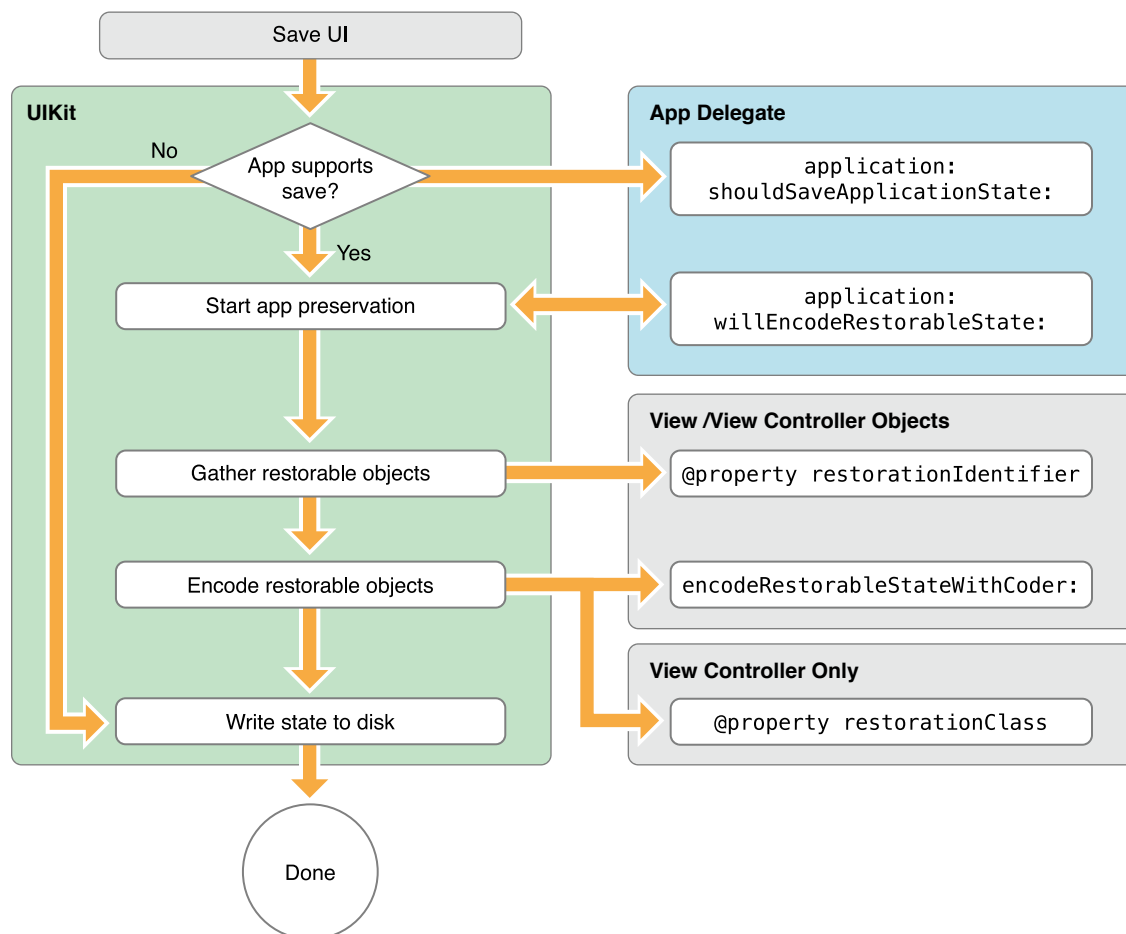 Save UI
UIKit
No
App supports
save?
Yes
Start app preservation
Gather restorable objects
Encode restorable objects
Write state to disk
Done
App Delegate
application:
shouldSaveApplicationState:
application:
willEncodeRestorableState:
View /View Controller Objects
@property restorationIdentifier
encodeRestorableStateWithCoder:
View Controller Only
@property restorationClass